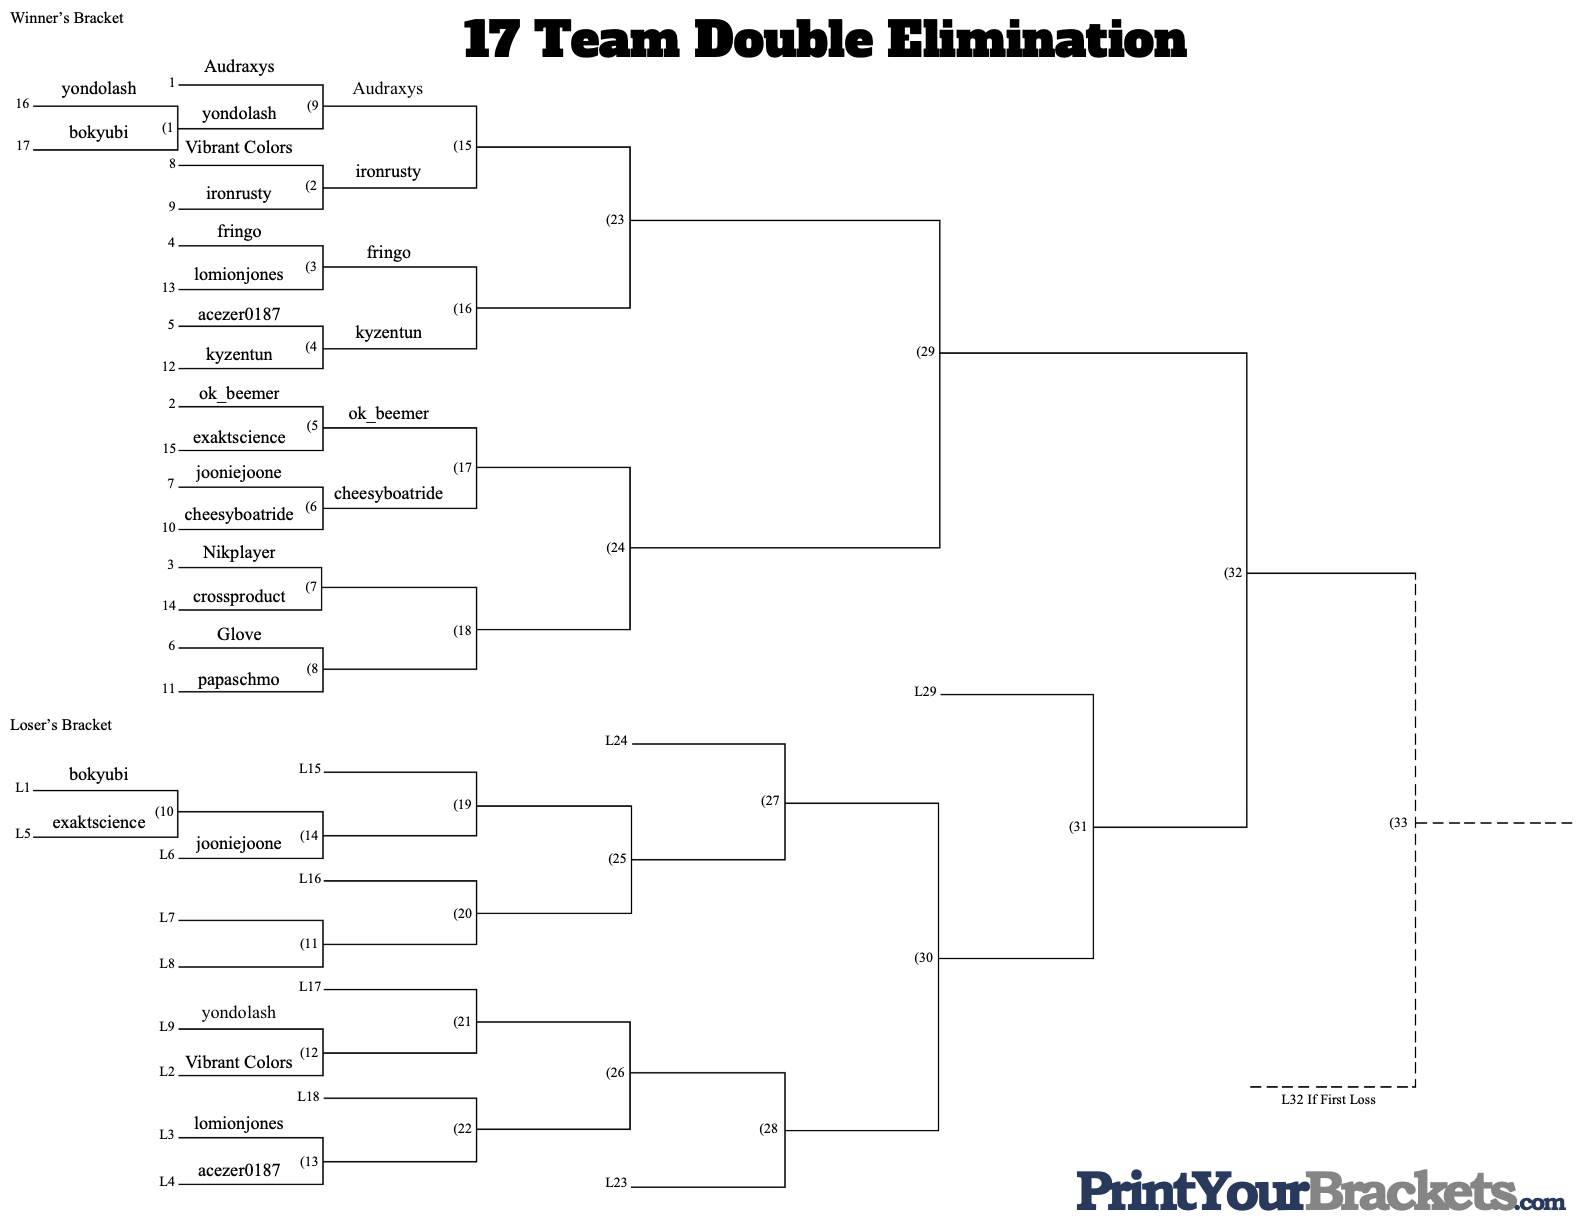 Winner's Bracket
17 Team Double Elimination
Audraxys
1
yondolash
16
(9
Audraxys
yondolash
bokyubi
(1
17
Vibrant Colors
8
(15
(2
ironrusty
ironrusty
9
(23
fringo
4
fringo
(3
lomionjones
13
acezer0187
5
(16
kyzentun
(4
kyzentun
12
(29
ok_beemer
2
ok_beemer
(5
exaktscience
15
jooniejoone
7
(17
cheesyboatride
(6
cheesyboatride
10
(24
Nikplayer
3
(7
crossproduct
14
(32
Glove
6
(18
(8
papaschmo
11
L29
Loser's Bracket
L24
L15
bokyubi
L1
(10
exaktscience
L5
(19
(27
(14
jooniejoone
L6
(31
(33
(25
L16
L7
(20
(11
L8
(30
L17
yondolash
L9
(21
(12
Vibrant Colors
L2
(26
L18
L32 If First Loss
lomionjones
L3
(22
(28
(13
acezer0187
L4
L23
PrintYourBrackets.com